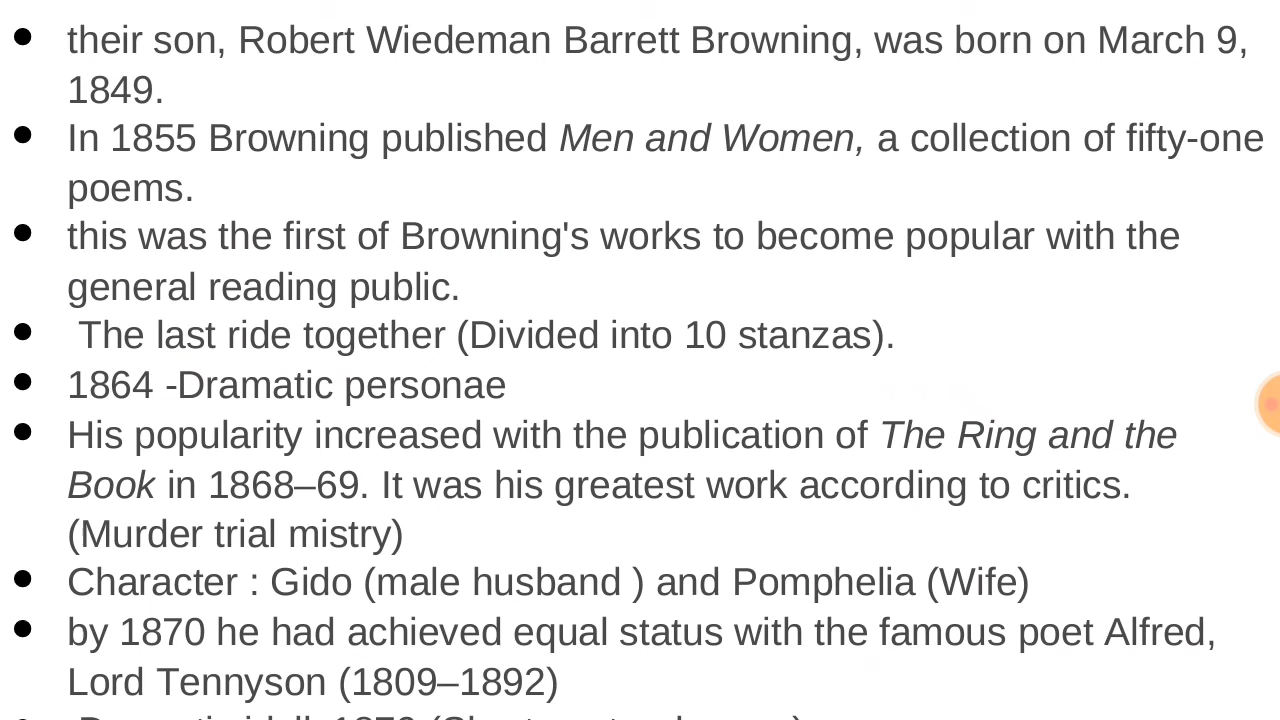 their son, Robert Wiedeman Barrett Browning, was born on March 9,
1849.
In 1855 Browning published Men and Women, a collection of fifty-one
poems.
this was the first of Browning's works to become popular with the
general reading public.
The last ride together (Divided into 10 stanzas).
1864 -Dramatic personae
His popularity increased with the publication of The Ring and the
Book in 1868–69. It was his greatest work according to critics.
(Murder trial mistry)
Character : Gido (male husband ) and Pomphelia (Wife)
by 1870 he had achieved equal status with the famous poet Alfred,
Lord Tennyson (1809–1892)